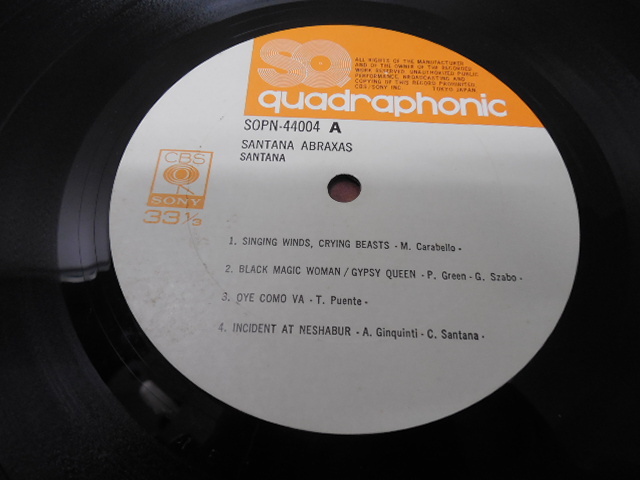 SQ
ALL RIGHTS OF THE MANUFACTURER
AND OF THE OWNER OF THE RECORDED
WORK RESERVED. UNAUTHORIZED PUBLIC
PERFORMANCE, BROADCASTING AND
COPYING OF THIS RECORD PROHIBITED
CBS/SONY INC. TOKYO JAPAN
quadraphonic
SOPN-44004 A
SANTANA ABRAXAS
SANTANA
CBS
SONY
33 1/3
1. SINGING WINDS, CRYING BEASTS - M. Carabello -
2. BLACK MAGIC WOMAN / GYPSY QUEEN - P. Green - G. Szabo -
3. OYE COMO VA - T. Puente -
4. INCIDENT AT NESHABUR - A. Ginquinti - C. Santana -